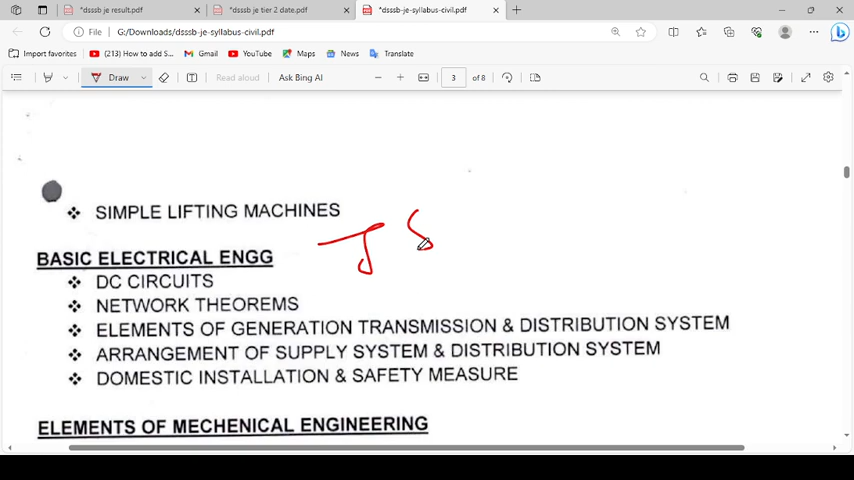 *dsssb je result.pdf
*dsssb je tier 2 date.pdf
*dsssb-je-syllabus-civil.pdf
File
G:/Downloads/dsssb-je-syllabus-civil.pdf
Import favorites
(213) How to add S...
Gmail
YouTube
Maps
News
Translate
Draw
Read aloud
Ask Bing AI
3
of 8
SIMPLE LIFTING MACHINES
J S
BASIC ELECTRICAL ENGG
DC CIRCUITS
NETWORK THEOREMS
ELEMENTS OF GENERATION TRANSMISSION & DISTRIBUTION SYSTEM
ARRANGEMENT OF SUPPLY SYSTEM & DISTRIBUTION SYSTEM
DOMESTIC INSTALLATION & SAFETY MEASURE
ELEMENTS OF MECHENICAL ENGINEERING